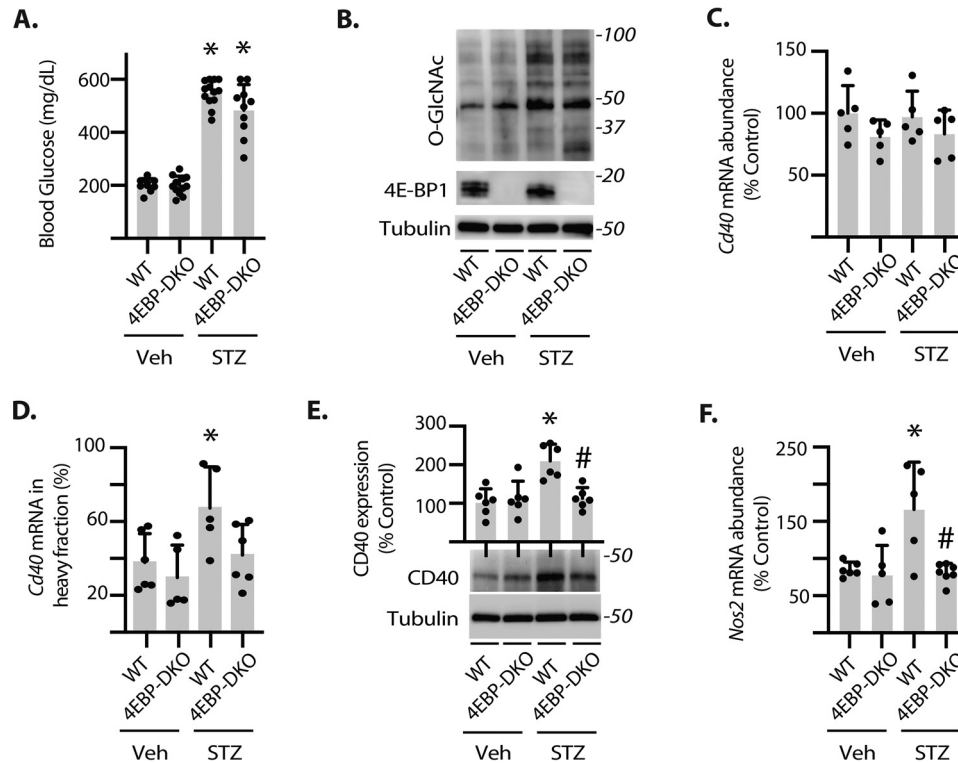 A.
Blood Glucose (mg/dL)
600
400
200
* *
WT
4EBP-DKO
WT
4EBP-DKO
Veh
STZ
B.
O-GlcNAc
-100
-50
-37
-20
4E-BP1
Tubulin
-50
WT
4EBP-DKO
WT
4EBP-DKO
Veh
STZ
C.
Cd40 mRNA abundance
(% Control)
150
100
50
WT
4EBP-DKO
WT
4EBP-DKO
Veh
STZ
D.
Cd40 mRNA in
heavy fraction (%)
100
60
20
*
WT
4EBP-DKO
WT
4EBP-DKO
Veh
STZ
E.
CD40 expression
(% Control)
300
200
100
*
#
CD40
-50
Tubulin
-50
WT
4EBP-DKO
WT
4EBP-DKO
Veh
STZ
F.
Nos2 mRNA abundance
(% Control)
250
150
50
*
#
WT
4EBP-DKO
WT
4EBP-DKO
Veh
STZ